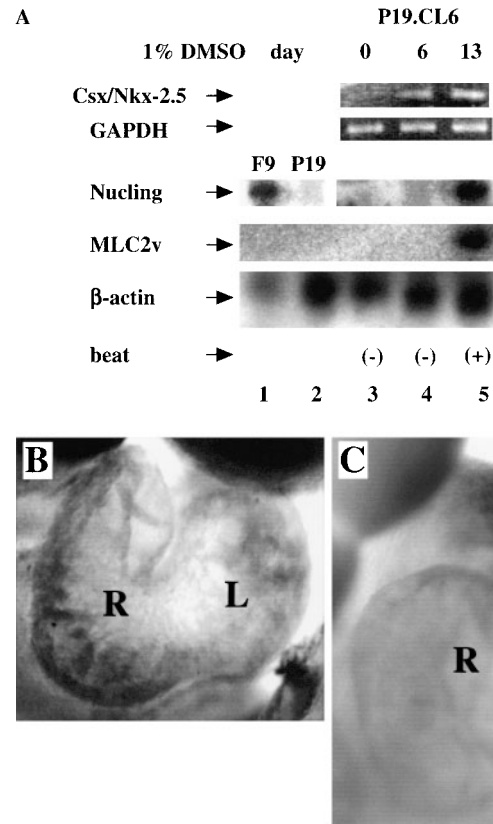 A
P19.CL6
1% DMSO day 0 6 13
Csx/Nkx-2.5
GAPDH
F9 P19
Nucling
MLC2v
β-actin
beat (-) (-) (+)
1 2 3 4 5
B
C
R
L
R